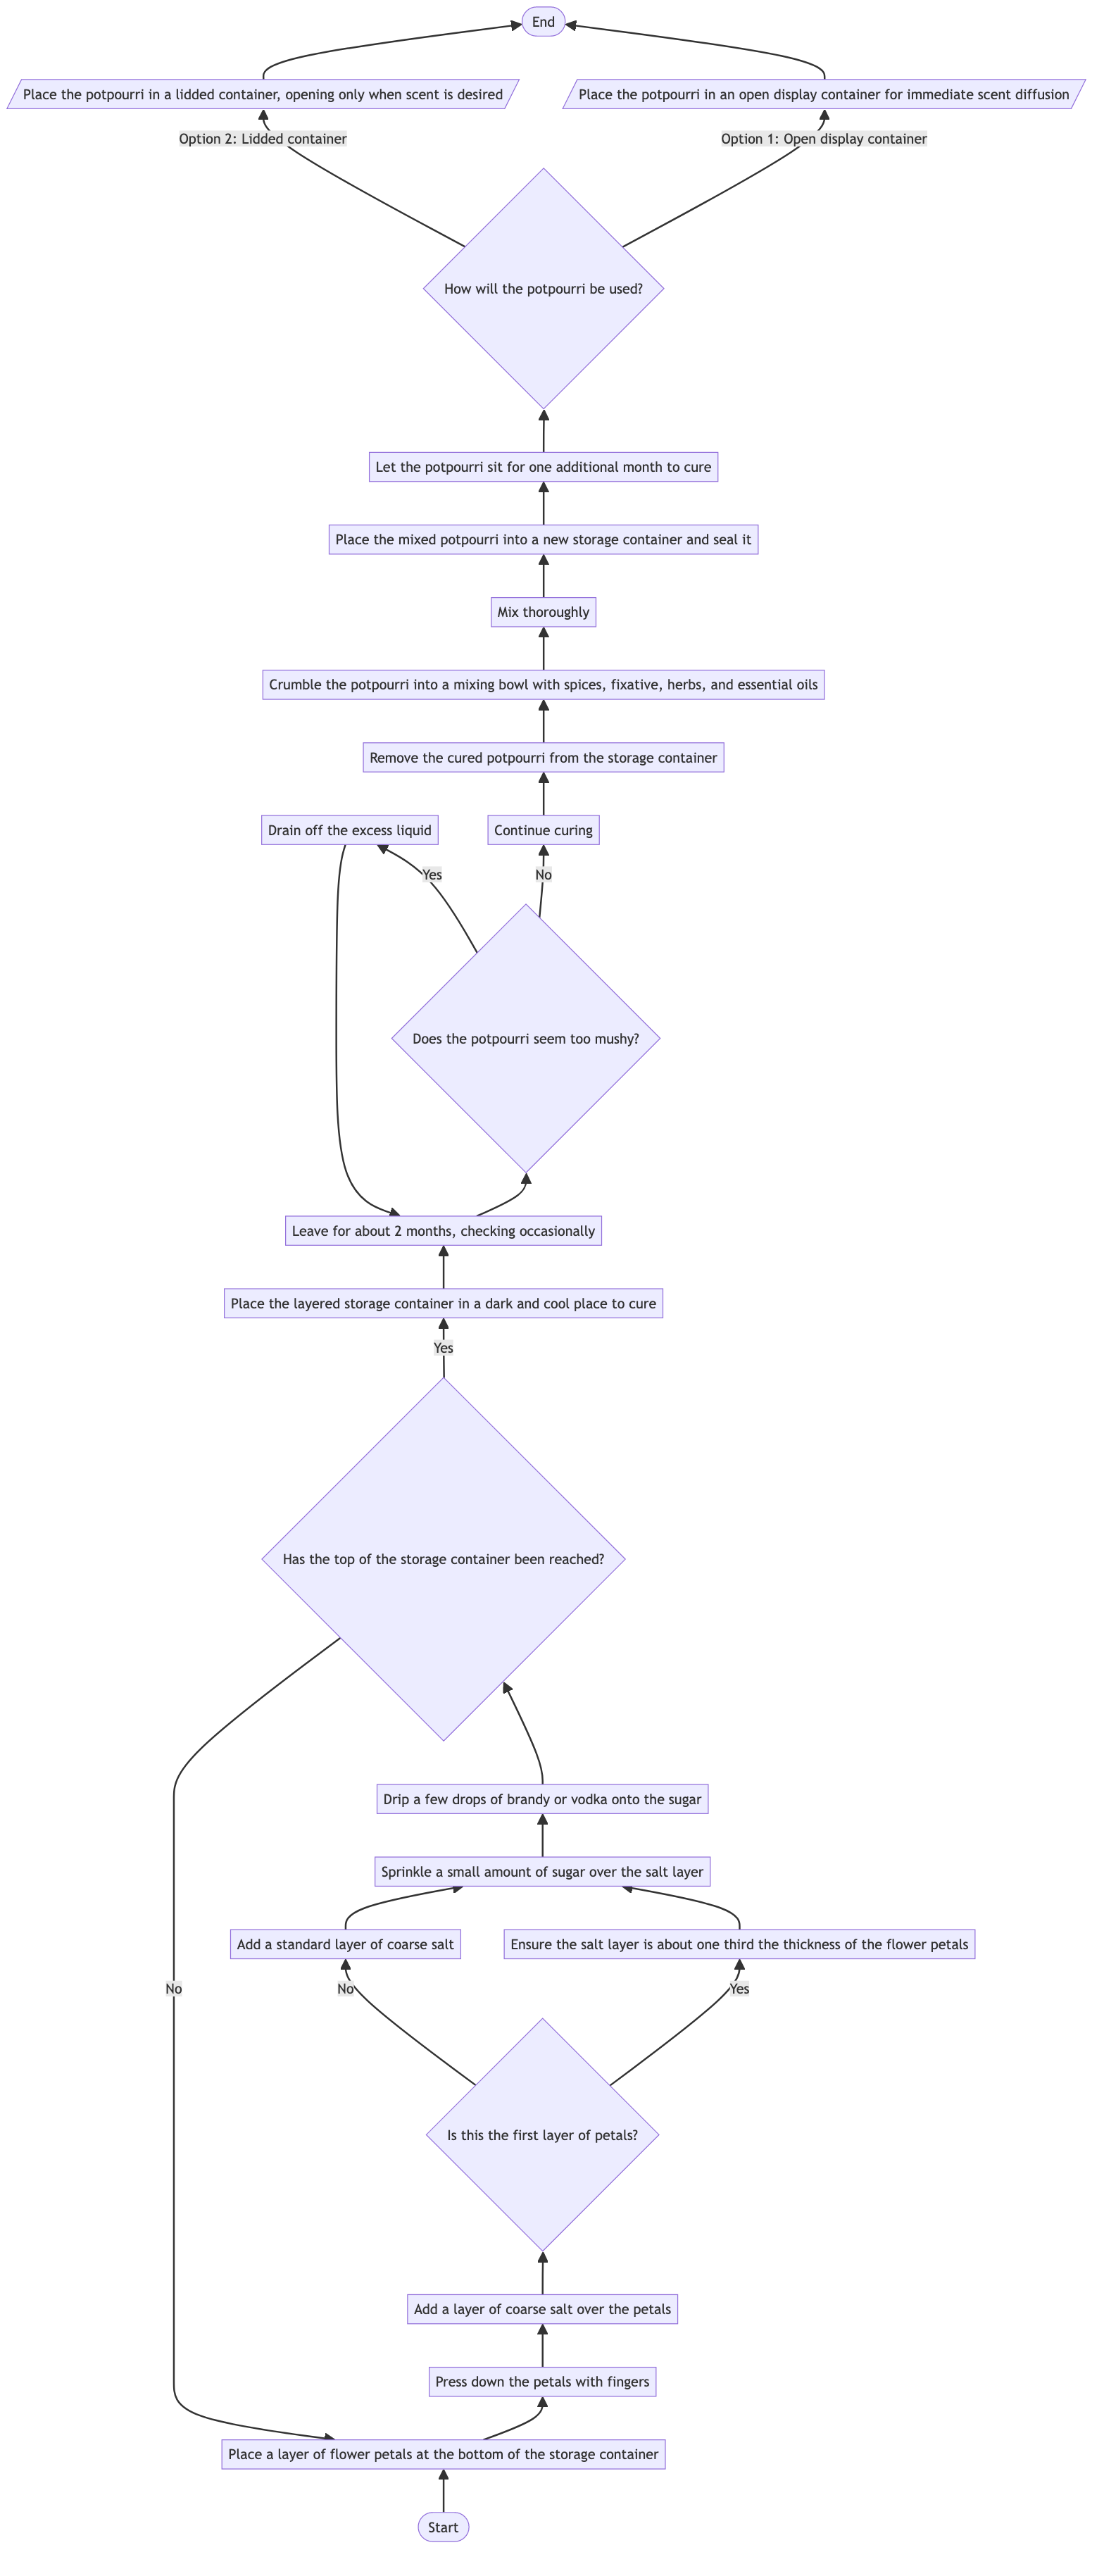 End
Place the potpourri in a lidded container, opening only when scent is desired
Place the potpourri in an open display container for immediate scent diffusion
Option 2: Lidded container
Option 1: Open display container
How will the potpourri be used?
Let the potpourri sit for one additional month to cure
Place the mixed potpourri into a new storage container and seal it
Mix thoroughly
Crumble the potpourri into a mixing bowl with spices, fixative, herbs, and essential oils
Remove the cured potpourri from the storage container
Drain off the excess liquid
Continue curing
Yes
No
Does the potpourri seem too mushy?
Leave for about 2 months, checking occasionally
Place the layered storage container in a dark and cool place to cure
Yes
Has the top of the storage container been reached?
Drip a few drops of brandy or vodka onto the sugar
Sprinkle a small amount of sugar over the salt layer
Add a standard layer of coarse salt
Ensure the salt layer is about one third the thickness of the flower petals
No
No
Yes
Is this the first layer of petals?
Add a layer of coarse salt over the petals
Press down the petals with fingers
Place a layer of flower petals at the bottom of the storage container
Start